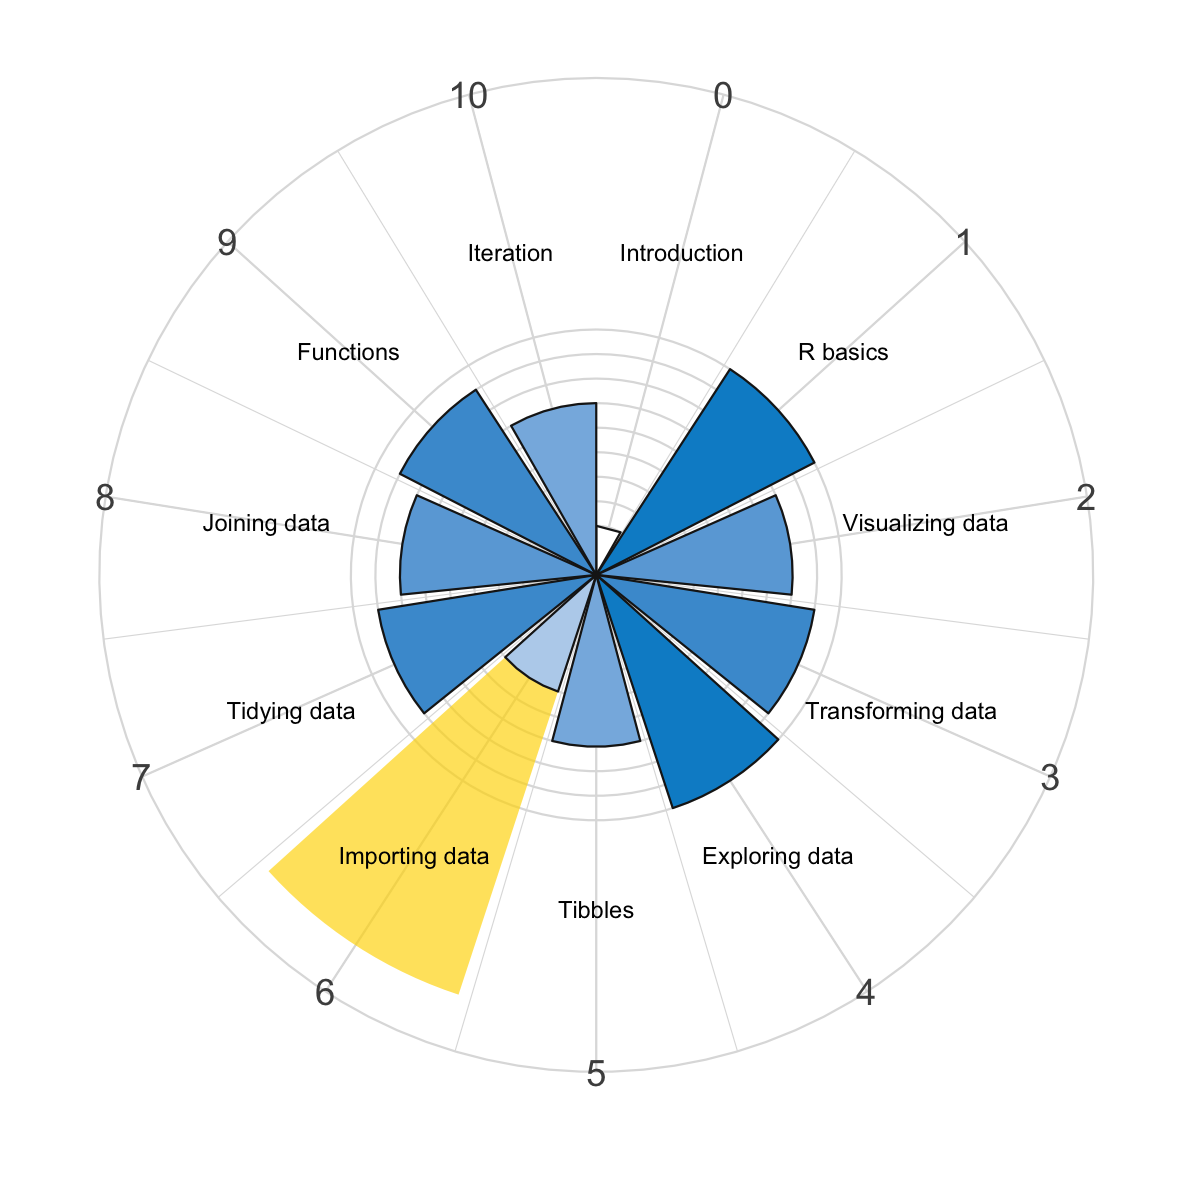 10
0
Iteration
Introduction
9
1
Functions
R basics
8
2
Joining data
Visualizing data
Tidying data
Transforming data
7
3
Importing data
Exploring data
Tibbles
6
4
5